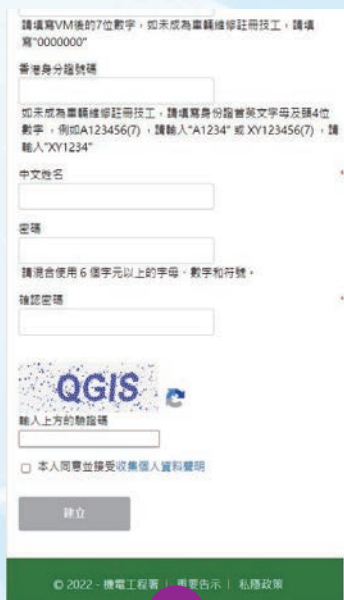 請填寫VM後的7位數字，如未成為車輛維修註冊技工，請填
寫"0000000"
香港身分證號碼
如未成為車輛維修註冊技工，請填寫身份證首英文字母及頭4位
數字，例如A123456(7)，請輸入"A1234" 或 XY123456(7)，請
輸入"XY1234"
中文姓名 *
密碼
請混合使用 6 個字元以上的字母、數字和符號。
確認密碼 *
QGIS
輸入上方的驗證碼
本人同意並接受收集個人資料聲明
建立
© 2022 - 機電工程署 | 重要告示 | 私隱政策